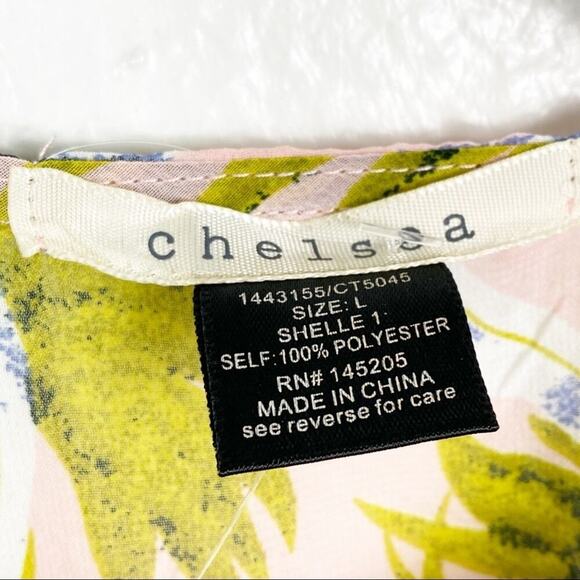 chelsea
1443155/CT5045
SIZE: L
SHELLE 1
SELF:100% POLYESTER
RN# 145205
MADE IN CHINA
see reverse for care